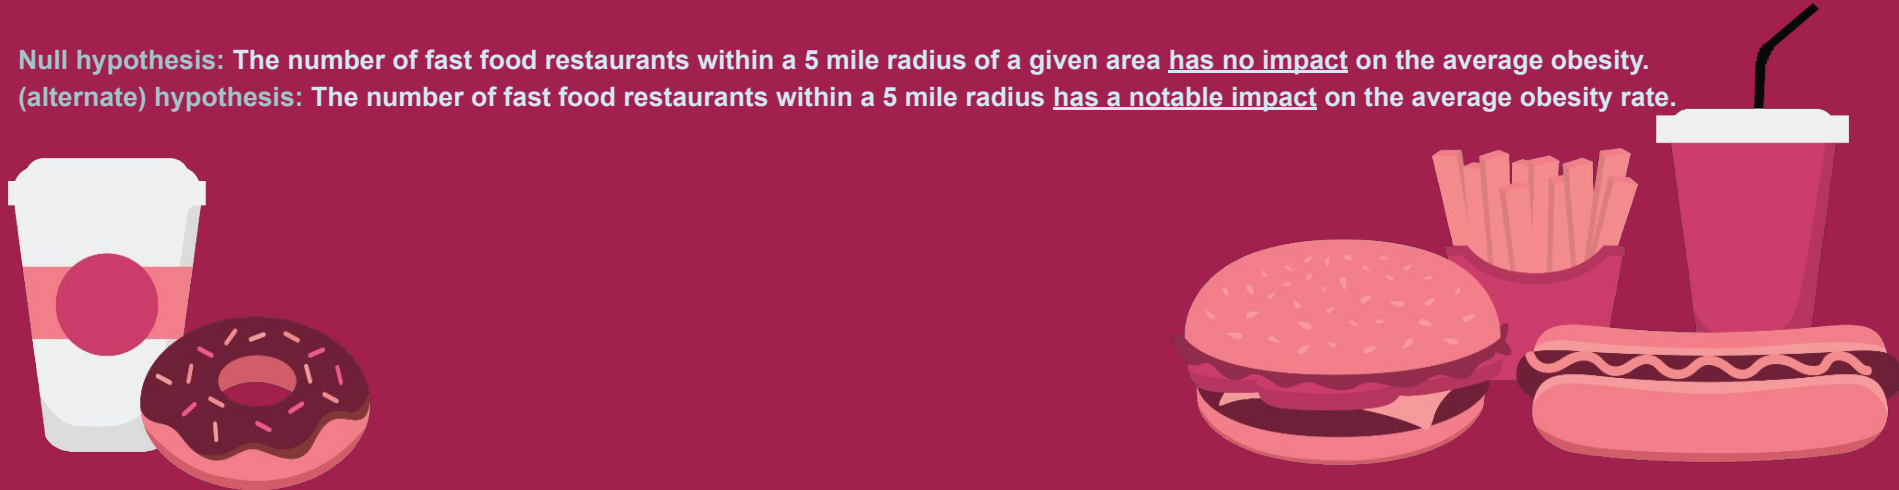 Null hypothesis: The number of fast food restaurants within a 5 mile radius of a given area has no impact on the average obesity.
(alternate) hypothesis: The number of fast food restaurants within a 5 mile radius has a notable impact on the average obesity rate.